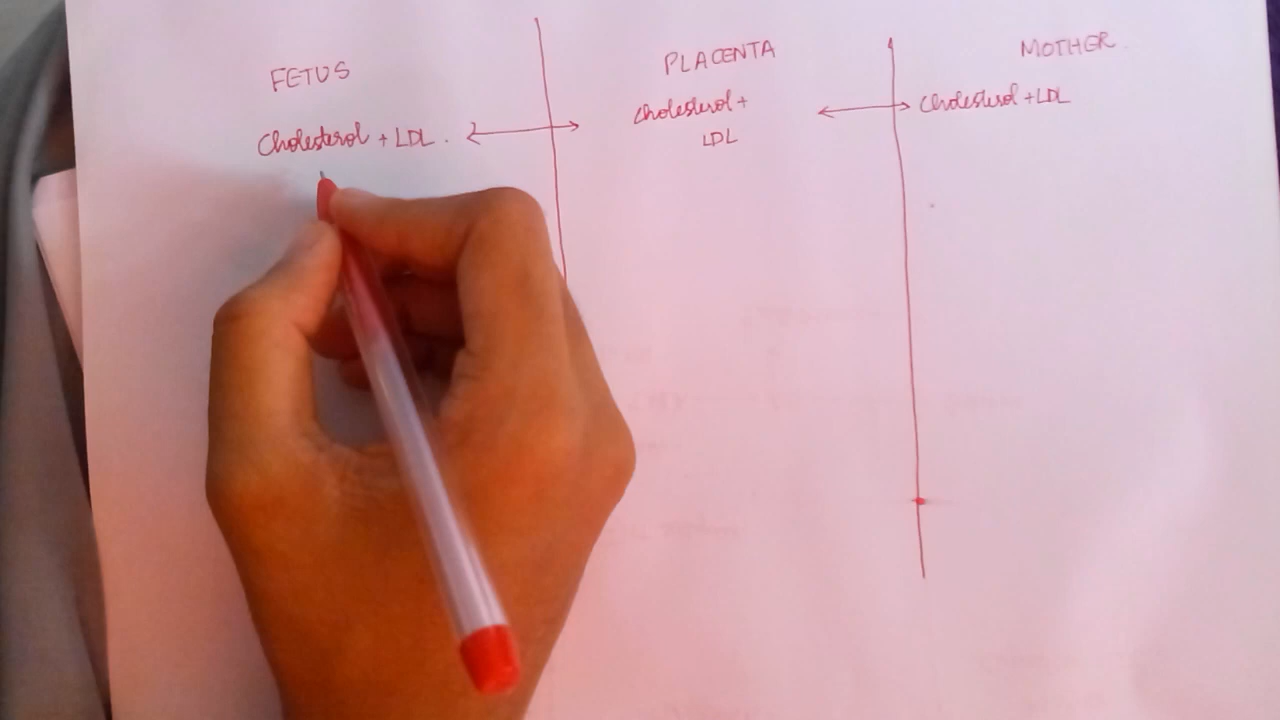 FETUS
PLACENTA
MOTHER
Cholesterol + LDL.
Cholesterol +
LDL
Cholesterol + LDL